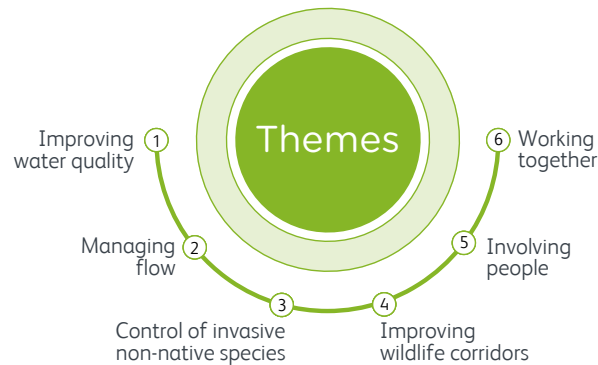 Themes
1
Improving
water quality
2
Managing
flow
3
Control of invasive
non-native species
4
Improving
wildlife corridors
5
Involving
people
6
Working
together